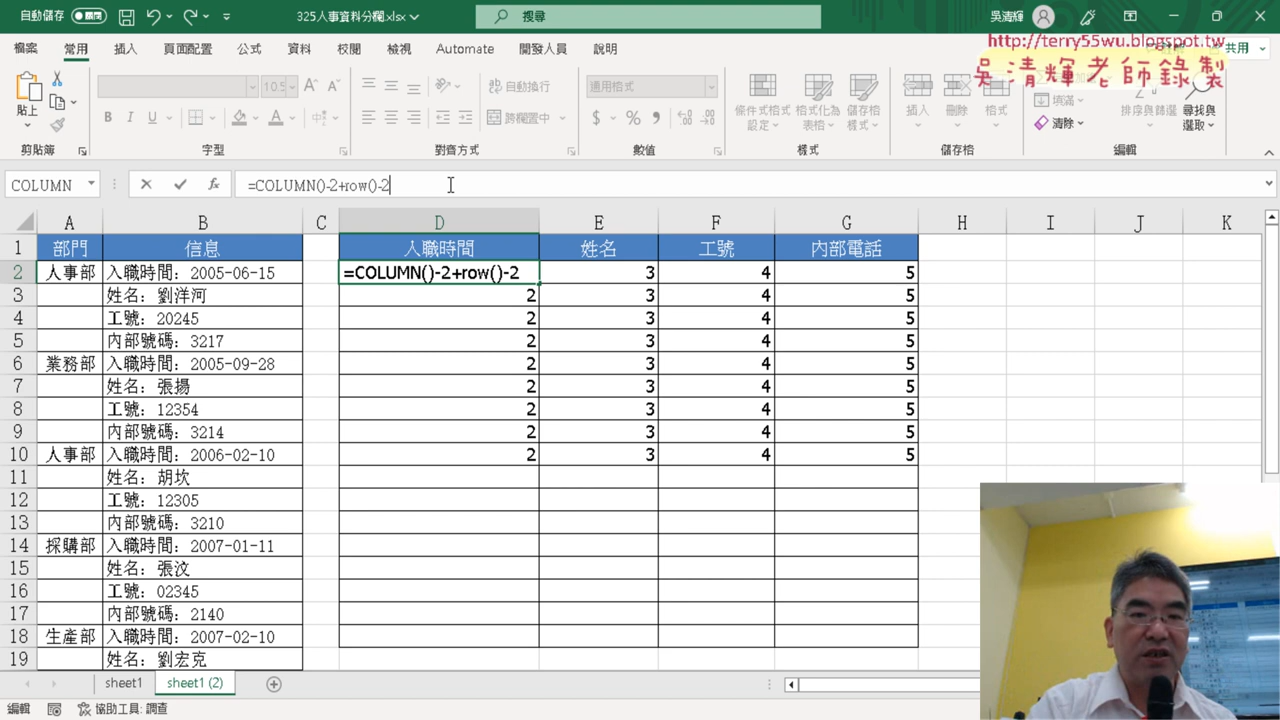 自動儲存 關閉 325人事資料分欄.xlsx 搜尋 吳清輝
http://terry55wu.blogspot.tw
吳清輝老師錄製
檔案 常用 插入 頁面配置 公式 資料 校閱 檢視 Automate 開發人員 說明 共用
貼上 10.5 自動換行 通用格式 條件式格式設定 格式化為表格 儲存格樣式 插入 刪除 格式 填滿 清除 排序與篩選 尋找與選取
B I U 跨欄置中 $ %
剪貼簿 字型 對齊方式 數值 樣式 儲存格 編輯
COLUMN fx =COLUMN()-2+row()-2
A B C D E F G H I J K
1 部門 信息 入職時間 姓名 工號 內部電話
2 人事部 入職時間: 2005-06-15 =COLUMN()-2+row()-2 3 4 5
3 姓名: 劉洋河 2 3 4 5
4 工號: 20245 2 3 4 5
5 內部號碼: 3217 2 3 4 5
6 業務部 入職時間: 2005-09-28 2 3 4 5
7 姓名: 張揚 2 3 4 5
8 工號: 12354 2 3 4 5
9 內部號碼: 3214 2 3 4 5
10 人事部 入職時間: 2006-02-10 2 3 4 5
11 姓名: 胡坎
12 工號: 12305
13 內部號碼: 3210
14 採購部 入職時間: 2007-01-11
15 姓名: 張汶
16 工號: 02345
17 內部號碼: 2140
18 生產部 入職時間: 2007-02-10
19 姓名: 劉宏克
sheet1 sheet1 (2)
編輯 協助工具: 調查